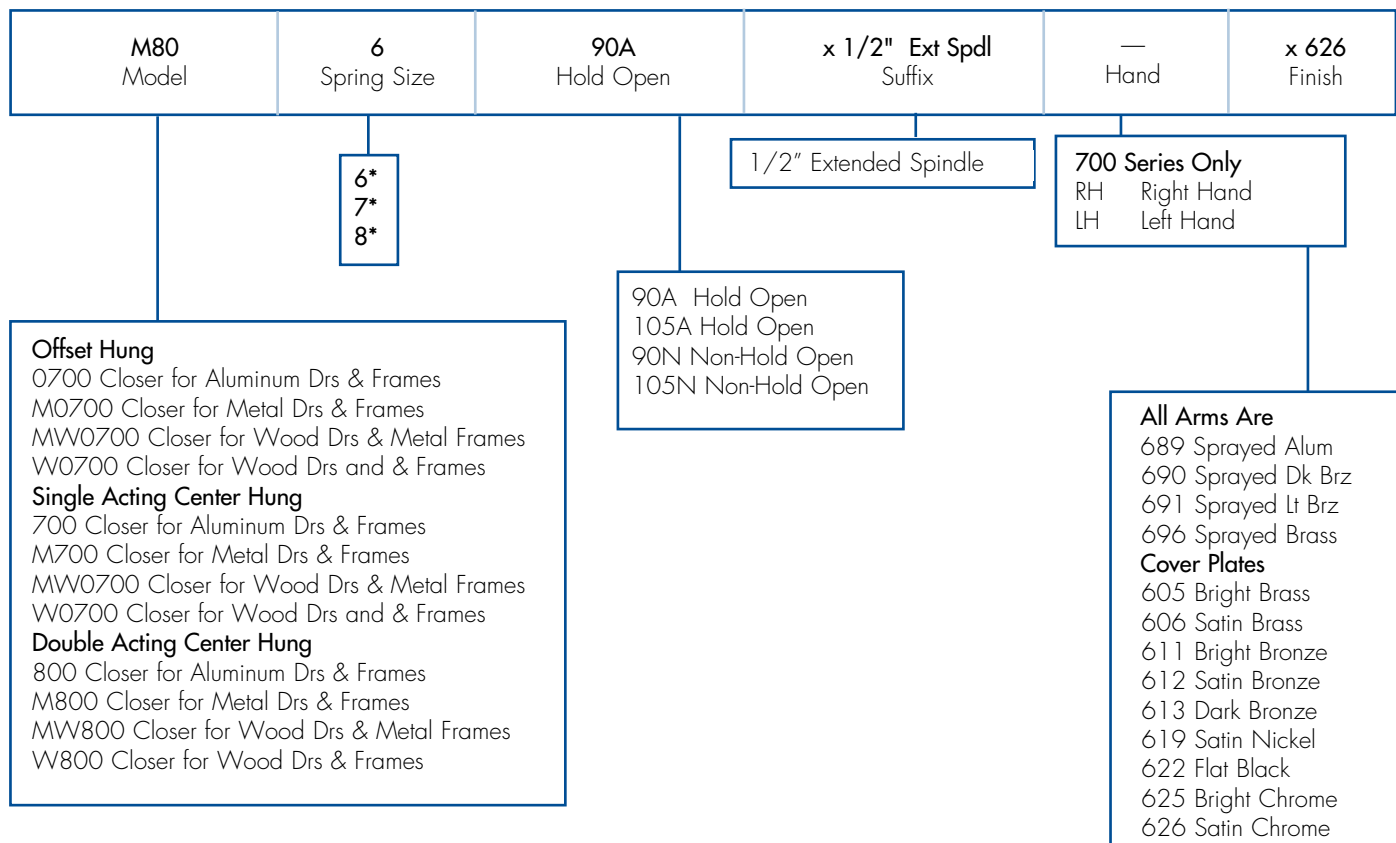 M80 6 90A x 1/2" Ext Spdl — x 626
Model Spring Size Hold Open Suffix Hand Finish
6*
7*
8*
1/2” Extended Spindle
700 Series Only
RH Right Hand
LH Left Hand
90A Hold Open
105A Hold Open
90N Non-Hold Open
105N Non-Hold Open
Offset Hung
0700 Closer for Aluminum Drs & Frames
M0700 Closer for Metal Drs & Frames
MW0700 Closer for Wood Drs & Metal Frames
W0700 Closer for Wood Drs and & Frames
Single Acting Center Hung
700 Closer for Aluminum Drs & Frames
M700 Closer for Metal Drs & Frames
MW0700 Closer for Wood Drs & Metal Frames
W0700 Closer for Wood Drs and & Frames
Double Acting Center Hung
800 Closer for Aluminum Drs & Frames
M800 Closer for Metal Drs & Frames
MW800 Closer for Wood Drs & Metal Frames
W800 Closer for Wood Drs & Frames
All Arms Are
689 Sprayed Alum
690 Sprayed Dk Brz
691 Sprayed Lt Brz
696 Sprayed Brass
Cover Plates
605 Bright Brass
606 Satin Brass
611 Bright Bronze
612 Satin Bronze
613 Dark Bronze
619 Satin Nickel
622 Flat Black
625 Bright Chrome
626 Satin Chrome